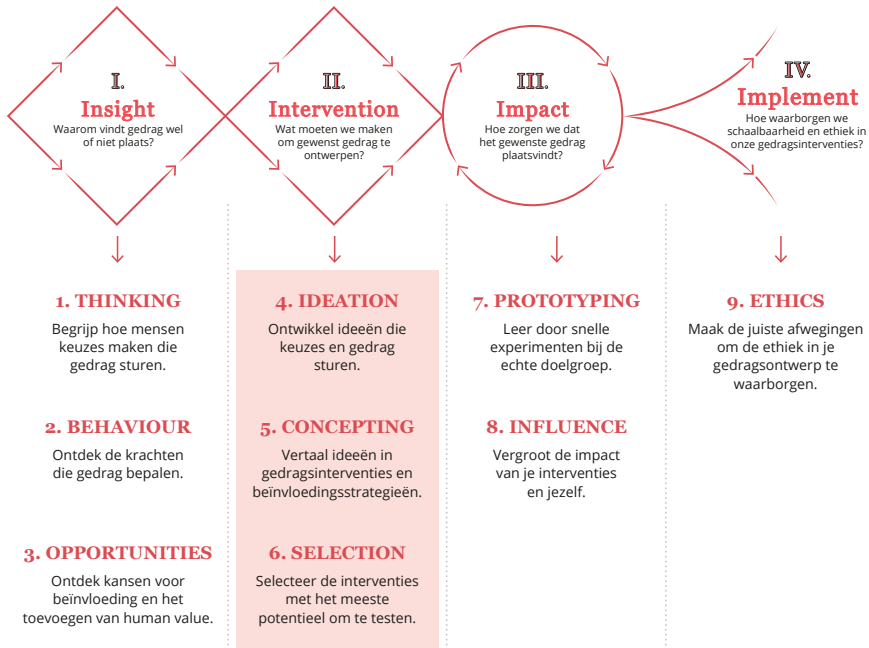 I.
Insight
Waarom vindt gedrag wel
of niet plaats?
II.
Intervention
Wat moeten we maken
om gewenst gedrag te
ontwerpen?
III.
Impact
Hoe zorgen we dat
het gewenste gedrag
plaatsvindt?
IV.
Implement
Hoe waarborgen we
schaalbaarheid en ethiek in
onze gedragsinterventies?
1. THINKING
Begrijp hoe mensen
keuzes maken die
gedrag sturen.
2. BEHAVIOUR
Ontdek de krachten
die gedrag bepalen.
3. OPPORTUNITIES
Ontdek kansen voor
beïnvloeding en het
toevoegen van human value.
4. IDEATION
Ontwikkel ideeën die
keuzes en gedrag
sturen.
5. CONCEPTING
Vertaal ideeën in
gedragsinterventies en
beïnvloedingsstrategieën.
6. SELECTION
Selecteer de interventies
met het meeste
potentieel om te testen.
7. PROTOTYPING
Leer door snelle
experimenten bij de
echte doelgroep.
8. INFLUENCE
Vergroot de impact
van je interventies
en jezelf.
9. ETHICS
Maak de juiste afwegingen
om de ethiek in je
gedragsontwerp te
waarborgen.